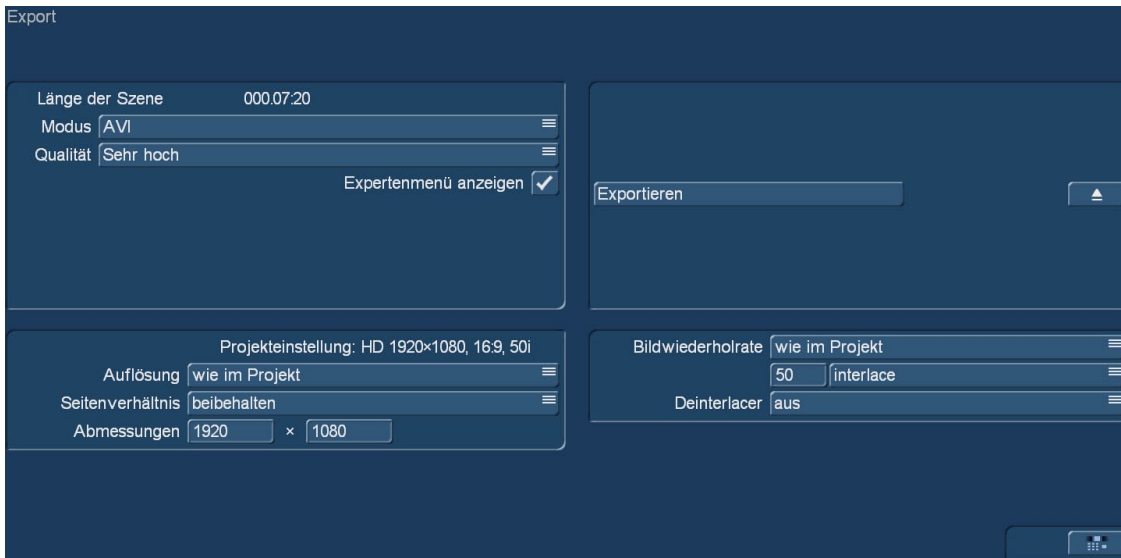 Export
Länge der Szene 000.07:20
Modus AVI
Qualität Sehr hoch
Expertenmenü anzeigen
Exportieren
Projekteinstellung: HD 1920×1080, 16:9, 50i
Auflösung wie im Projekt
Seitenverhältnis beibehalten
Abmessungen 1920 × 1080
Bildwiederholrate wie im Projekt
50 interlace
Deinterlacer aus